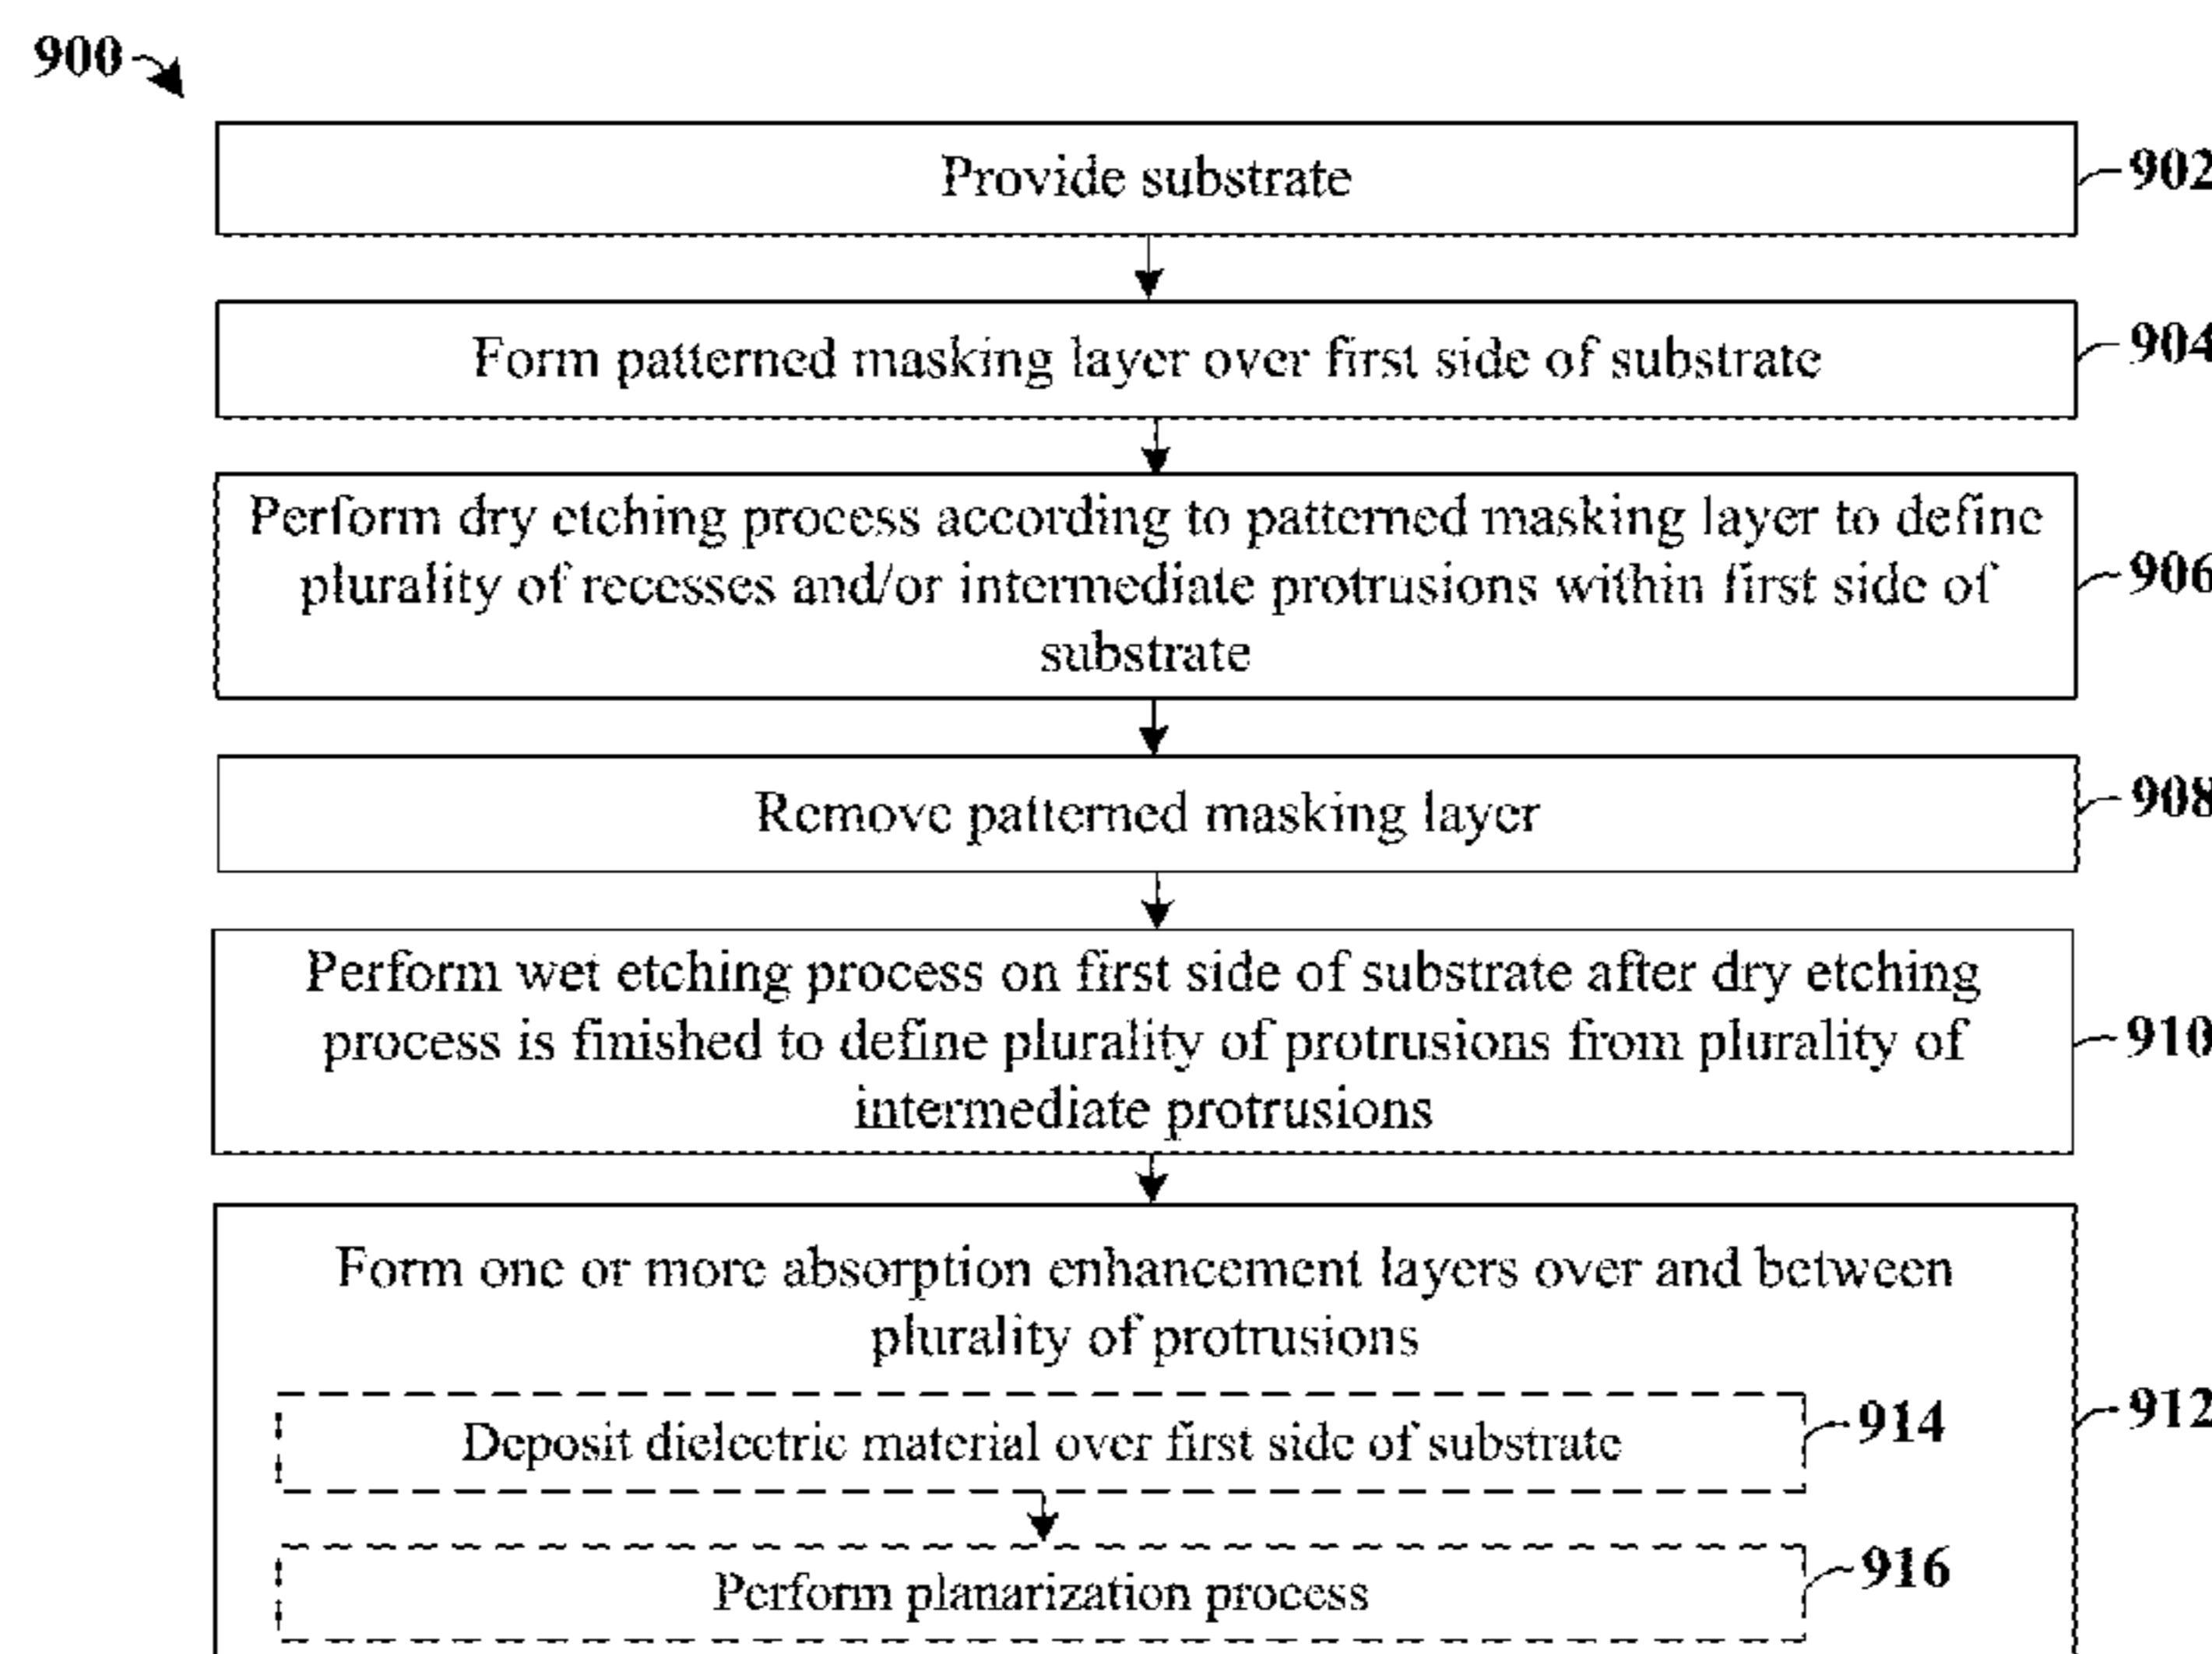 900
Provide substrate
902
Form patterned masking layer over first side of substrate
904
Perform dry etching process according to patterned masking layer to define
plurality of recesses and/or intermediate protrusions within first side of
substrate
906
Remove patterned masking layer
908
Perform wet etching process on first side of substrate after dry etching
process is finished to define plurality of protrusions from plurality of
intermediate protrusions
910
Form one or more absorption enhancement layers over and between
plurality of protrusions
912
Deposit dielectric material over first side of substrate
914
Perform planarization process
916